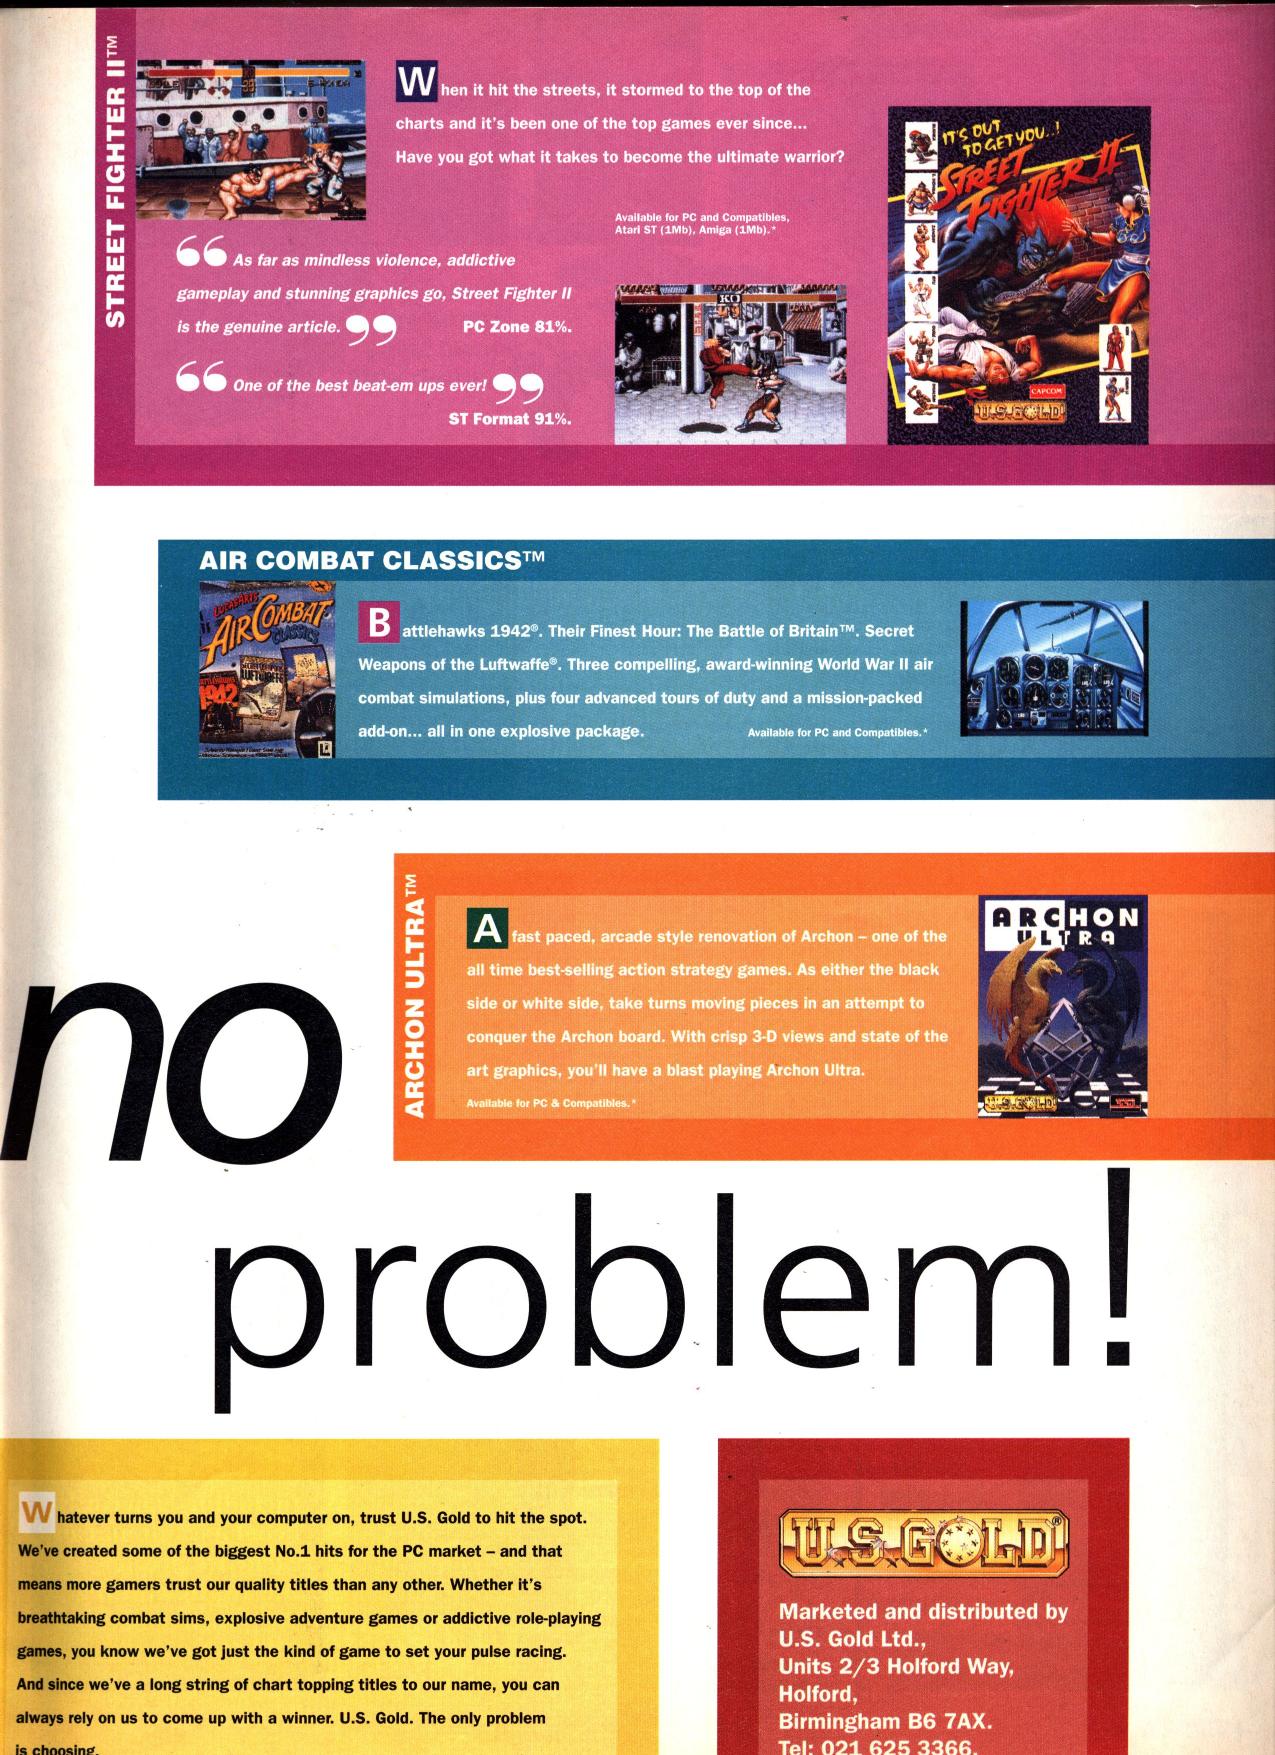 STREET FIGHTER II™
When it hit the streets, it stormed to the top of the
charts and it's been one of the top games ever since...
Have you got what it takes to become the ultimate warrior?
Available for PC and Compatibles,
Atari ST (1Mb), Amiga (1Mb).*
“ As far as mindless violence, addictive
gameplay and stunning graphics go, Street Fighter II
is the genuine article. ” PC Zone 81%.
“ One of the best beat-em ups ever! ”
ST Format 91%.
KO
IT'S OUT
TO GET YOU..!
STREET
FIGHTER II
CAPCOM
U.S. GOLD
AIR COMBAT CLASSICS™
LUCASARTS
AIR COMBAT
CLASSICS
1942
Battlehawks 1942®. Their Finest Hour: The Battle of Britain™. Secret
Weapons of the Luftwaffe®. Three compelling, award-winning World War II air
combat simulations, plus four advanced tours of duty and a mission-packed
add-on... all in one explosive package. Available for PC and Compatibles.*
ARCHON ULTRA™
A fast paced, arcade style renovation of Archon – one of the
all time best-selling action strategy games. As either the black
side or white side, take turns moving pieces in an attempt to
conquer the Archon board. With crisp 3-D views and state of the
art graphics, you'll have a blast playing Archon Ultra.
Available for PC & Compatibles.*
ARCHON
ULTRA
U.S. GOLD
no
problem!
Whatever turns you and your computer on, trust U.S. Gold to hit the spot.
We've created some of the biggest No.1 hits for the PC market – and that
means more gamers trust our quality titles than any other. Whether it's
breathtaking combat sims, explosive adventure games or addictive role-playing
games, you know we've got just the kind of game to set your pulse racing.
And since we've a long string of chart topping titles to our name, you can
always rely on us to come up with a winner. U.S. Gold. The only problem
is choosing.
U.S. GOLD®
Marketed and distributed by
U.S. Gold Ltd.,
Units 2/3 Holford Way,
Holford,
Birmingham B6 7AX.
Tel: 021 625 3366.